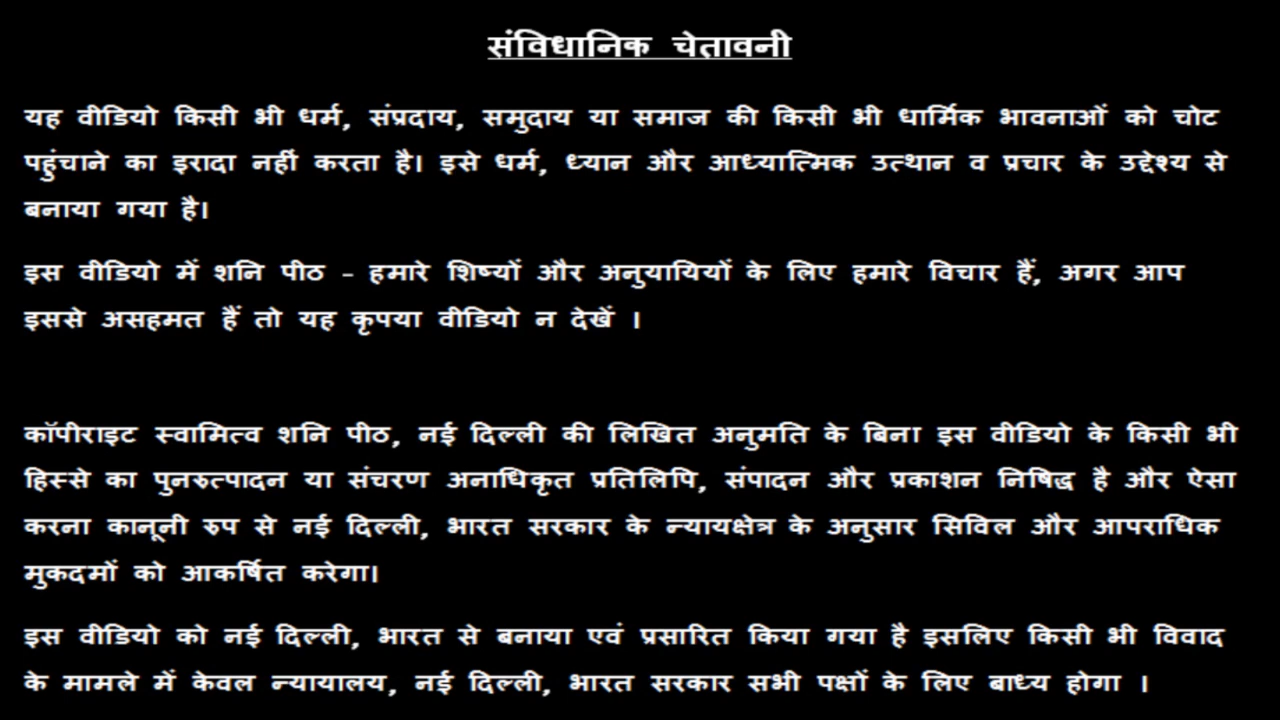 संविधानिक चेतावनी
यह वीडियो किसी भी धर्म, संप्रदाय, समुदाय या समाज की किसी भी धार्मिक भावनाओं को चोट
पहुंचाने का इरादा नहीं करता है। इसे धर्म, ध्यान और आध्यात्मिक उत्थान व प्रचार के उद्देश्य से
बनाया गया है।
इस वीडियो में शनि पीठ - हमारे शिष्यों और अनुयायियों के लिए हमारे विचार हैं, अगर आप
इससे असहमत हैं तो यह कृपया वीडियो न देखें ।
कॉपीराइट स्वामित्व शनि पीठ, नई दिल्ली की लिखित अनुमति के बिना इस वीडियो के किसी भी
हिस्से का पुनरुत्पादन या संचरण अनाधिकृत प्रतिलिपि, संपादन और प्रकाशन निषिद्ध है और ऐसा
करना कानूनी रुप से नई दिल्ली, भारत सरकार के न्यायक्षेत्र के अनुसार सिविल और आपराधिक
मुकदमों को आकर्षित करेगा।
इस वीडियो को नई दिल्ली, भारत से बनाया एवं प्रसारित किया गया है इसलिए किसी भी विवाद
के मामले में केवल न्यायालय, नई दिल्ली, भारत सरकार सभी पक्षों के लिए बाध्य होगा ।